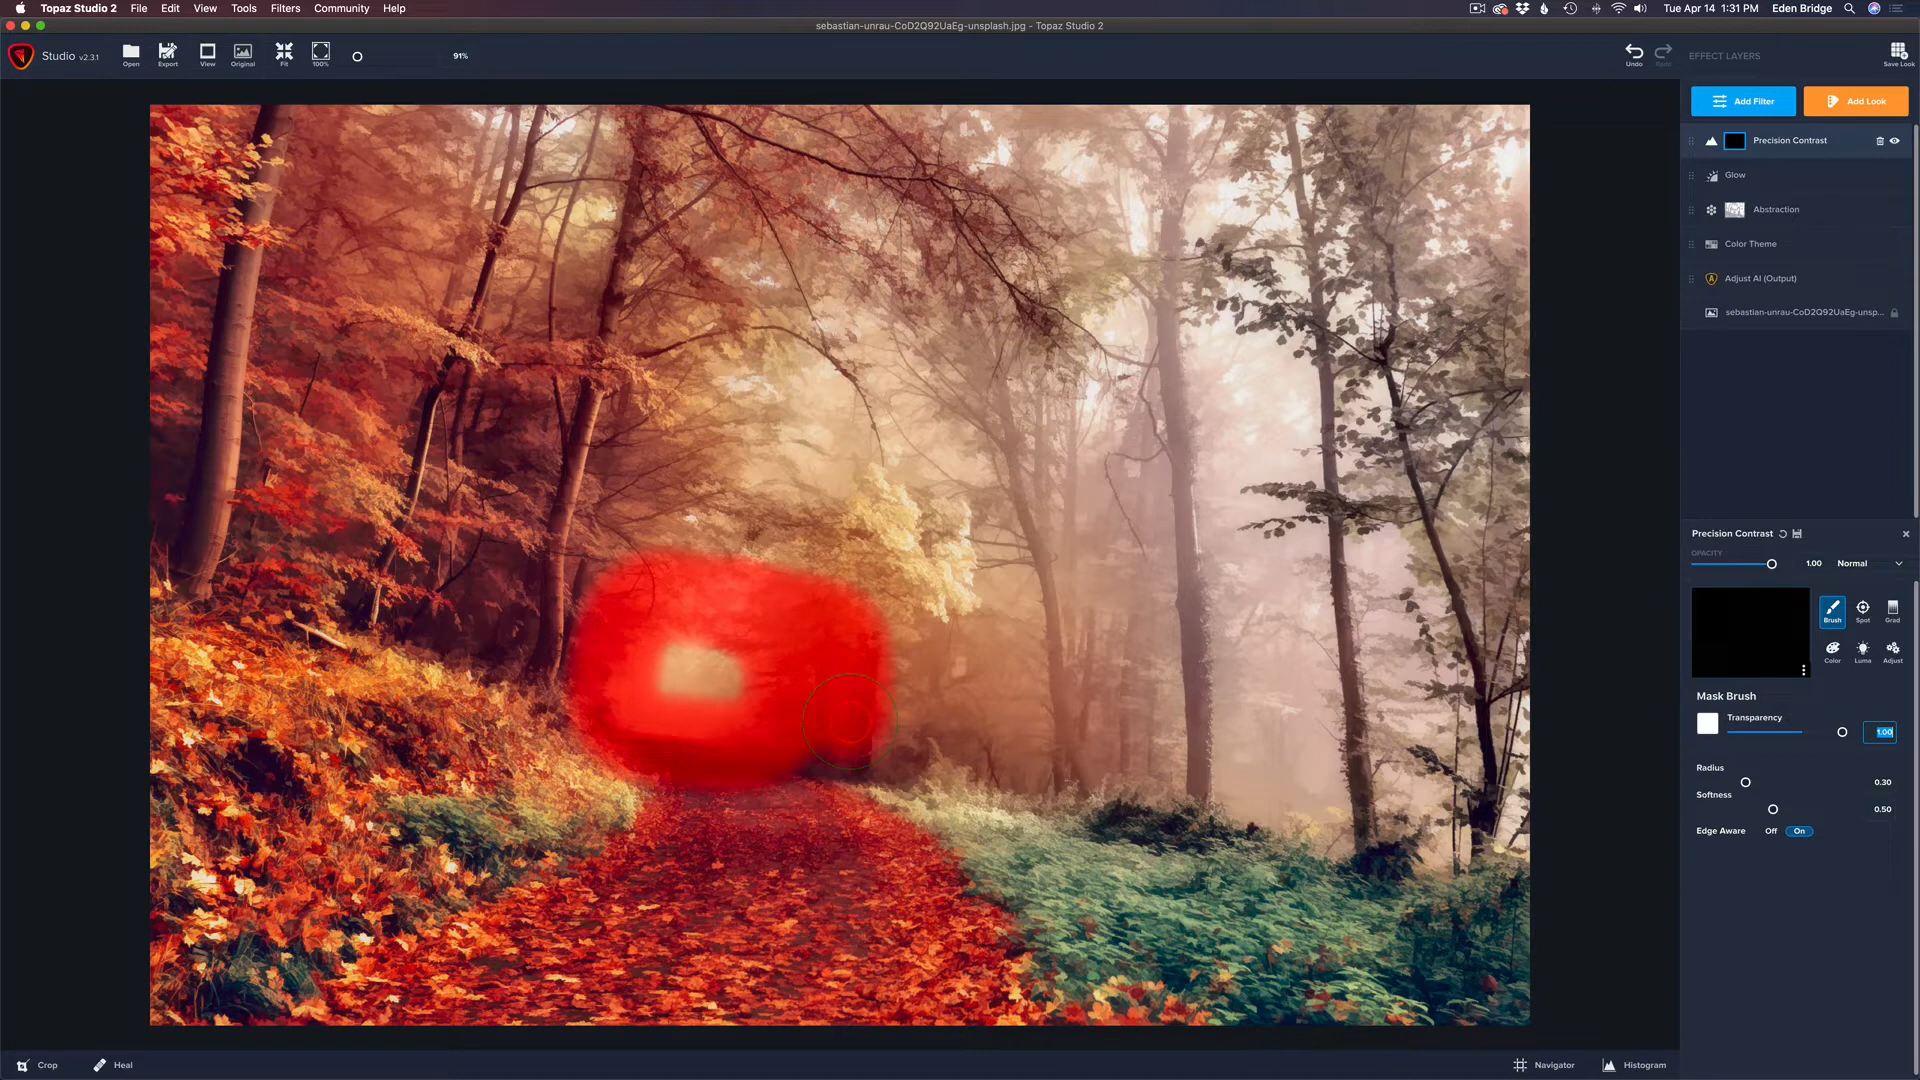 Topaz Studio 2 File Edit View Tools Filters Community Help Tue Apr 14 1:31 PM Eden Bridge
sebastian-unrau-CoD2Q92UaEg-unsplash.jpg - Topaz Studio 2
Studio v2.3.1 Open Export View Original Fit 100% 91% Undo Redo EFFECT LAYERS Save Look
Add Filter Add Look
Precision Contrast
Glow
Abstraction
Color Theme
Adjust AI (Output)
sebastian-unrau-CoD2Q92UaEg-unsp...
Precision Contrast
OPACITY
1.00 Normal
Brush Spot Grad
Color Luma Adjust
Mask Brush
Transparency
1.00
Radius
0.30
Softness
0.50
Edge Aware Off On
Crop Heal Navigator Histogram